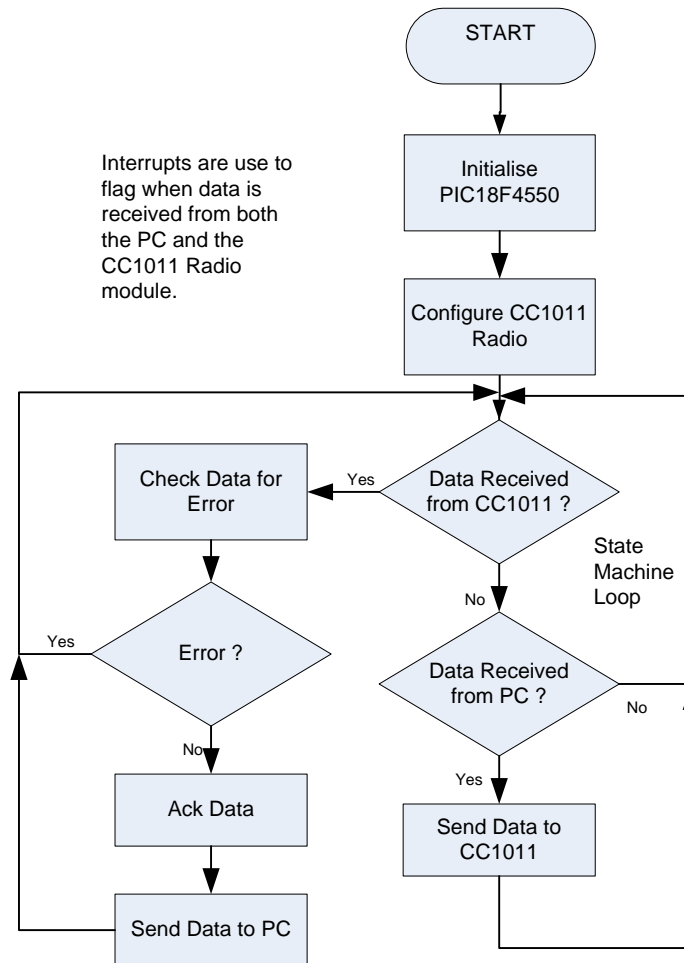 START
Initialise
PIC18F4550
Interrupts are use to
flag when data is
received from both
the PC and the
CC1011 Radio
module.
Configure CC1011
Radio
Data Received
from CC1011 ?
Yes
Check Data for
Error
State
Machine
Loop
No
Error ?
Yes
Data Received
from PC ?
No
No
Yes
Ack Data
Send Data to
CC1011
Send Data to PC